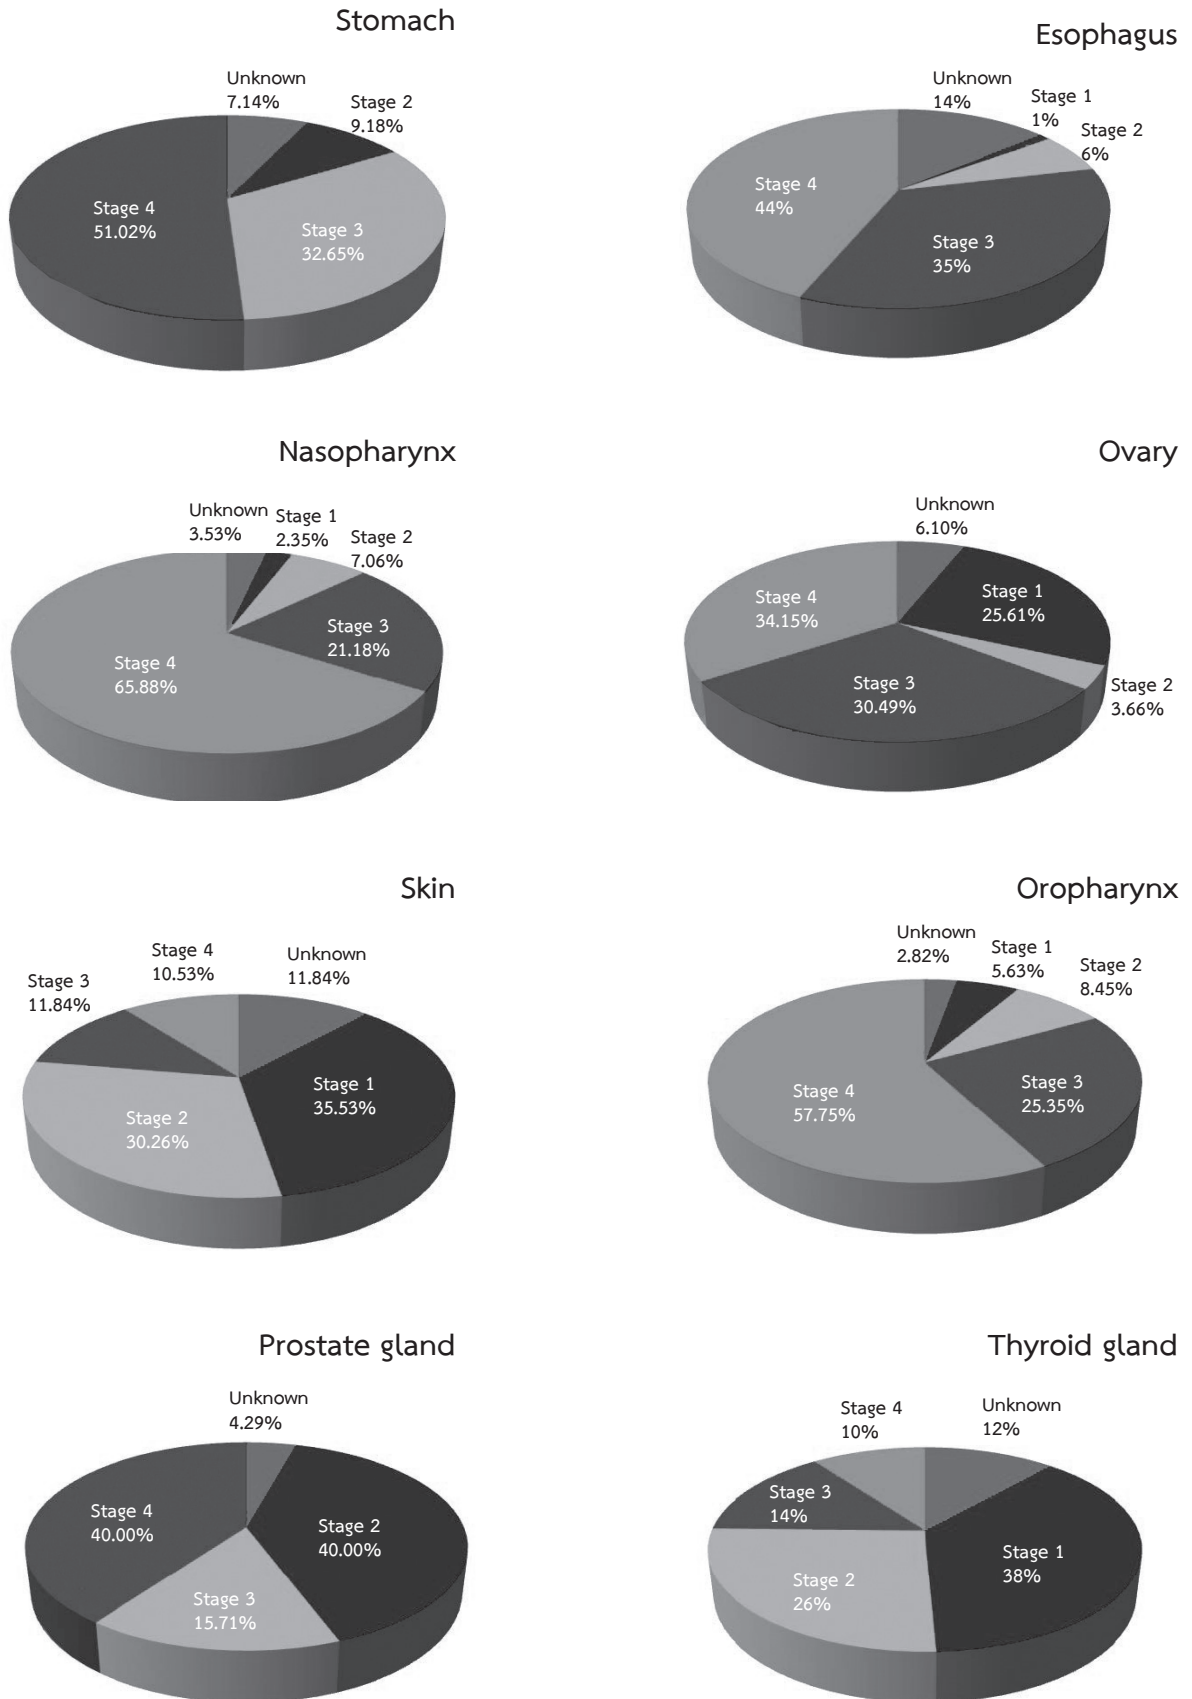 Stomach
Unknown
7.14%
Stage 2
9.18%
Stage 4
51.02%
Stage 3
32.65%
Esophagus
Unknown
14%
Stage 1
1%
Stage 2
6%
Stage 4
44%
Stage 3
35%
Nasopharynx
Unknown
3.53%
Stage 1
2.35%
Stage 2
7.06%
Stage 3
21.18%
Stage 4
65.88%
Ovary
Unknown
6.10%
Stage 1
25.61%
Stage 4
34.15%
Stage 3
30.49%
Stage 2
3.66%
Skin
Stage 4
10.53%
Unknown
11.84%
Stage 3
11.84%
Stage 1
35.53%
Stage 2
30.26%
Oropharynx
Unknown
2.82%
Stage 1
5.63%
Stage 2
8.45%
Stage 3
25.35%
Stage 4
57.75%
Prostate gland
Unknown
4.29%
Stage 4
40.00%
Stage 2
40.00%
Stage 3
15.71%
Thyroid gland
Stage 4
10%
Unknown
12%
Stage 3
14%
Stage 1
38%
Stage 2
26%